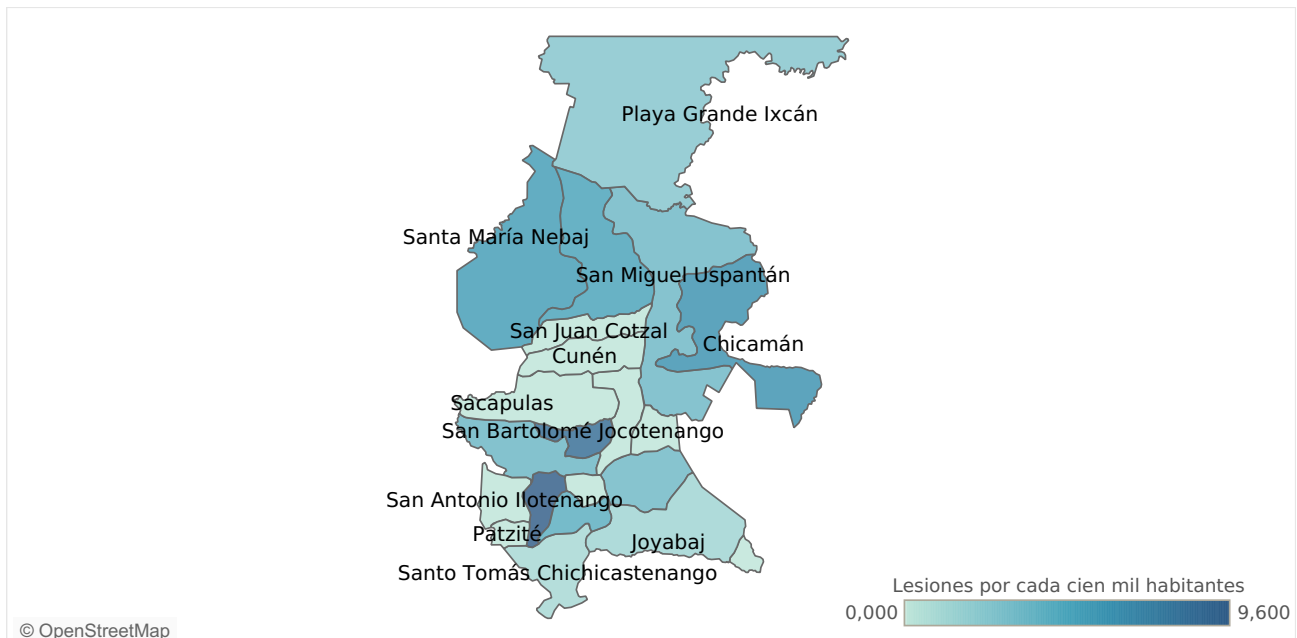 Playa Grande Ixcán
Santa María Nebaj
San Miguel Uspantán
San Juan Cotzal
Chicamán
Cunén
Sacapulas
San Bartolomé Jocotenango
San Antonio Ilotenango
Patzité
Joyabaj
Santo Tomás Chichicastenango
Lesiones por cada cien mil habitantes
0,000
9,600
© OpenStreetMap